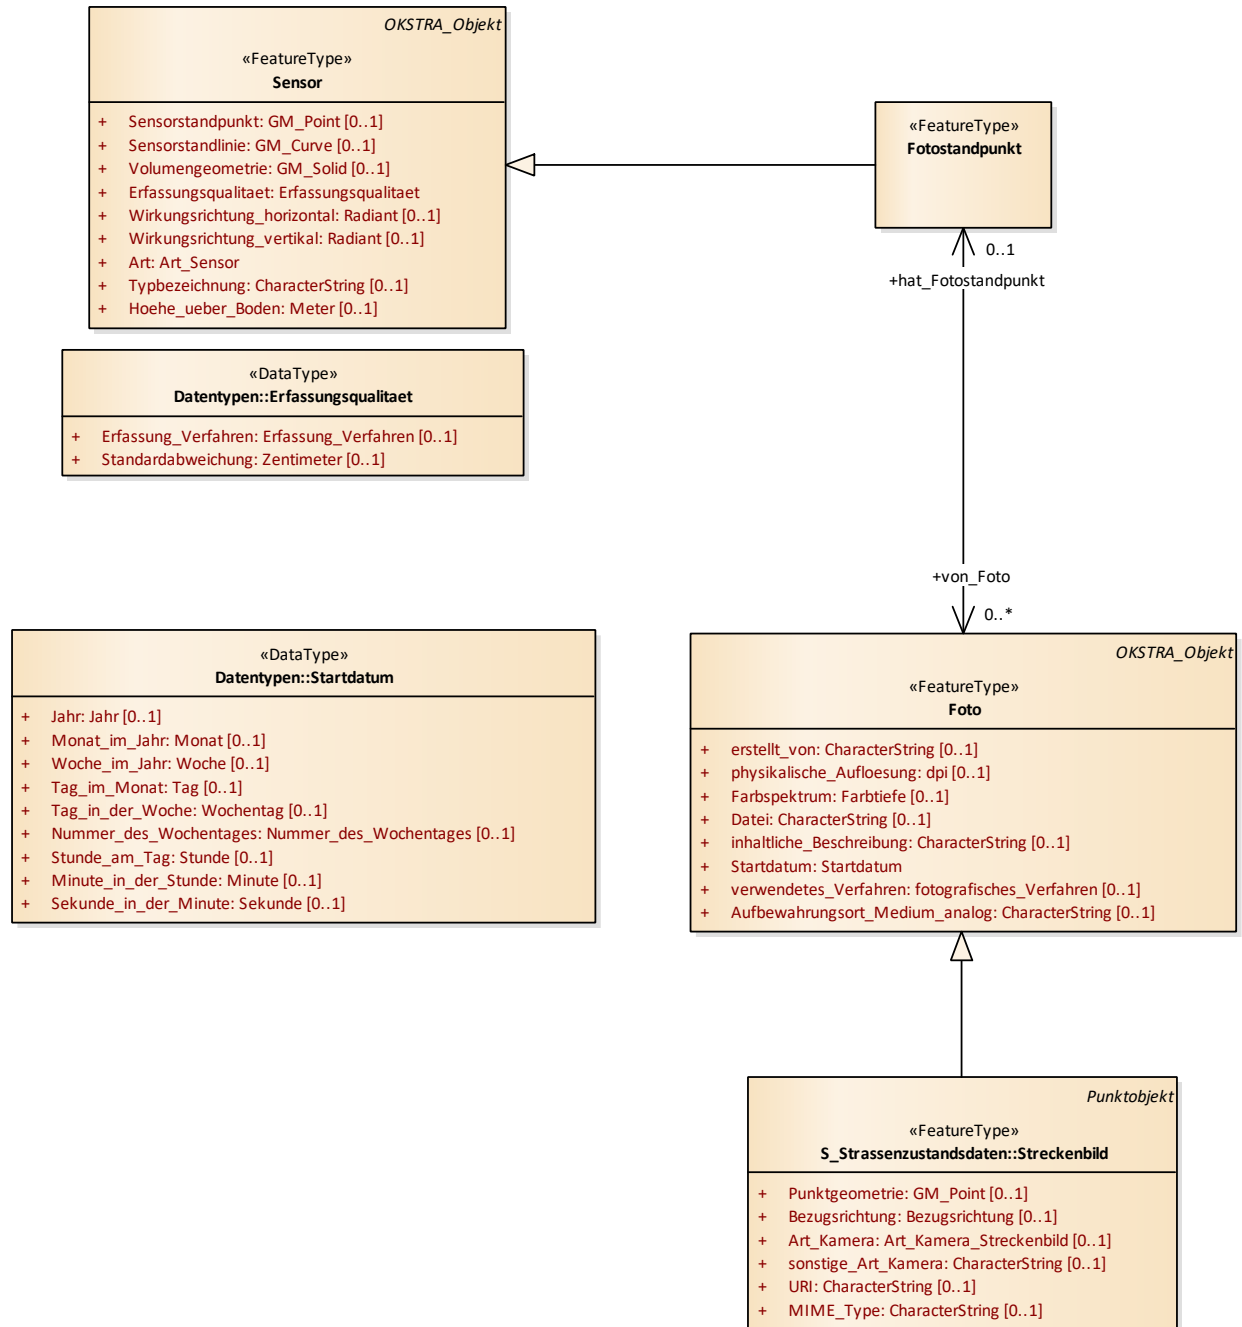 OKSTRA_Objekt
«FeatureType»
Sensor
+ Sensorstandpunkt: GM_Point [0..1]
+ Sensorstandlinie: GM_Curve [0..1]
+ Volumengeometrie: GM_Solid [0..1]
+ Erfassungsqualitaet: Erfassungsqualitaet
+ Wirkungsrichtung_horizontal: Radiant [0..1]
+ Wirkungsrichtung_vertikal: Radiant [0..1]
+ Art: Art_Sensor
+ Typbezeichnung: CharacterString [0..1]
+ Hoehe_ueber_Boden: Meter [0..1]
«FeatureType»
Fotostandpunkt
0..1
+hat_Fotostandpunkt
«DataType»
Datentypen::Erfassungsqualitaet
+ Erfassung_Verfahren: Erfassung_Verfahren [0..1]
+ Standardabweichung: Zentimeter [0..1]
+von_Foto
0..*
«DataType»
Datentypen::Startdatum
+ Jahr: Jahr [0..1]
+ Monat_im_Jahr: Monat [0..1]
+ Woche_im_Jahr: Woche [0..1]
+ Tag_im_Monat: Tag [0..1]
+ Tag_in_der_Woche: Wochentag [0..1]
+ Nummer_des_Wochentages: Nummer_des_Wochentages [0..1]
+ Stunde_am_Tag: Stunde [0..1]
+ Minute_in_der_Stunde: Minute [0..1]
+ Sekunde_in_der_Minute: Sekunde [0..1]
OKSTRA_Objekt
«FeatureType»
Foto
+ erstellt_von: CharacterString [0..1]
+ physikalische_Aufloesung: dpi [0..1]
+ Farbspektrum: Farbtiefe [0..1]
+ Datei: CharacterString [0..1]
+ inhaltliche_Beschreibung: CharacterString [0..1]
+ Startdatum: Startdatum
+ verwendetes_Verfahren: fotografisches_Verfahren [0..1]
+ Aufbewahrungsort_Medium_analog: CharacterString [0..1]
Punktobjekt
«FeatureType»
S_Strassenzustandsdaten::Streckenbild
+ Punktgeometrie: GM_Point [0..1]
+ Bezugsrichtung: Bezugsrichtung [0..1]
+ Art_Kamera: Art_Kamera_Streckenbild [0..1]
+ sonstige_Art_Kamera: CharacterString [0..1]
+ URI: CharacterString [0..1]
+ MIME_Type: CharacterString [0..1]